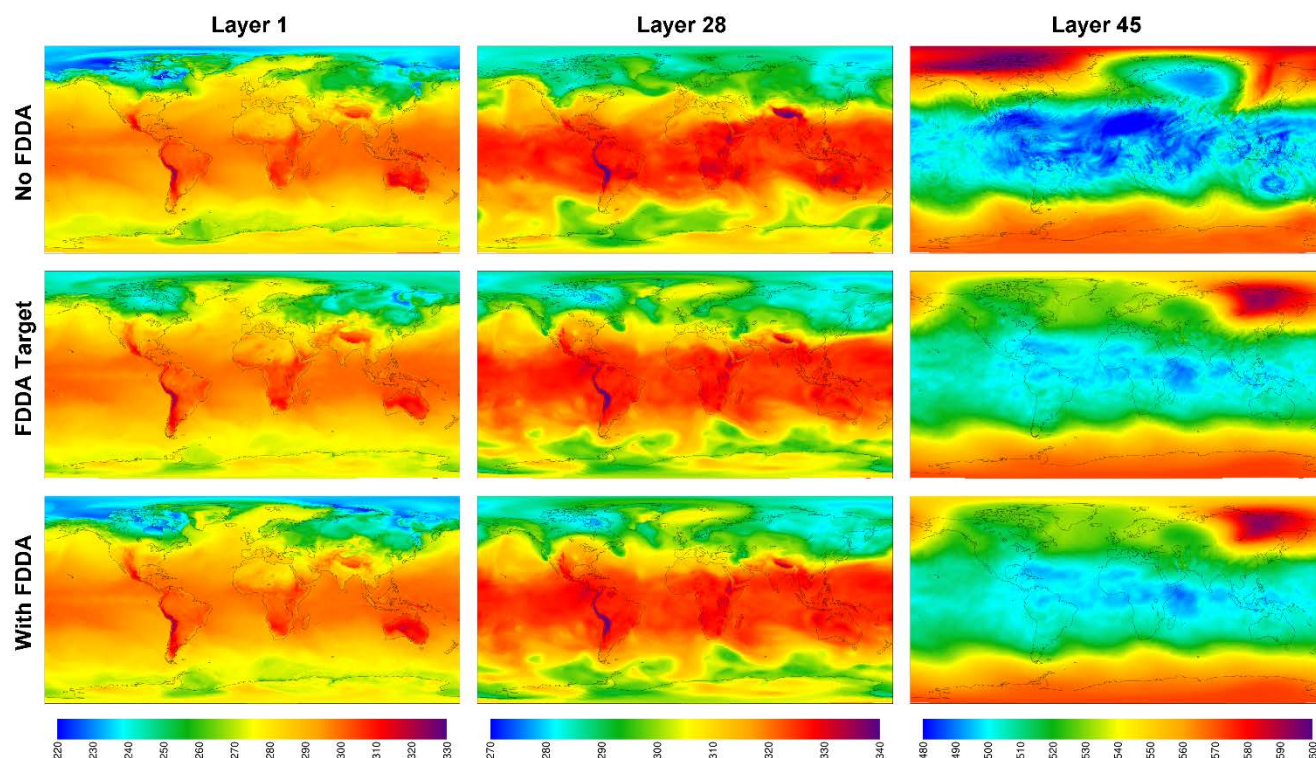 Layer 1
Layer 28
Layer 45
No FDDA
FDDA Target
With FDDA
220 230 240 250 260 270 280 290 300 310 320 330
270 280 290 300 310 320 330 340
480 490 500 510 520 530 540 550 560 570 580 590 600